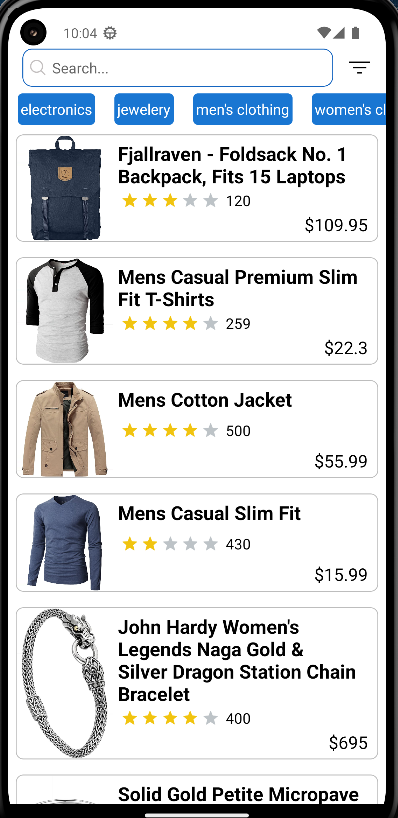 10:04
Search...
electronics
jewelery
men's clothing
women's cl
Fjallraven - Foldsack No. 1
Backpack, Fits 15 Laptops
120
$109.95
Mens Casual Premium Slim
Fit T-Shirts
259
$22.3
Mens Cotton Jacket
500
$55.99
Mens Casual Slim Fit
430
$15.99
John Hardy Women's
Legends Naga Gold &
Silver Dragon Station Chain
Bracelet
400
$695
Solid Gold Petite Micropave